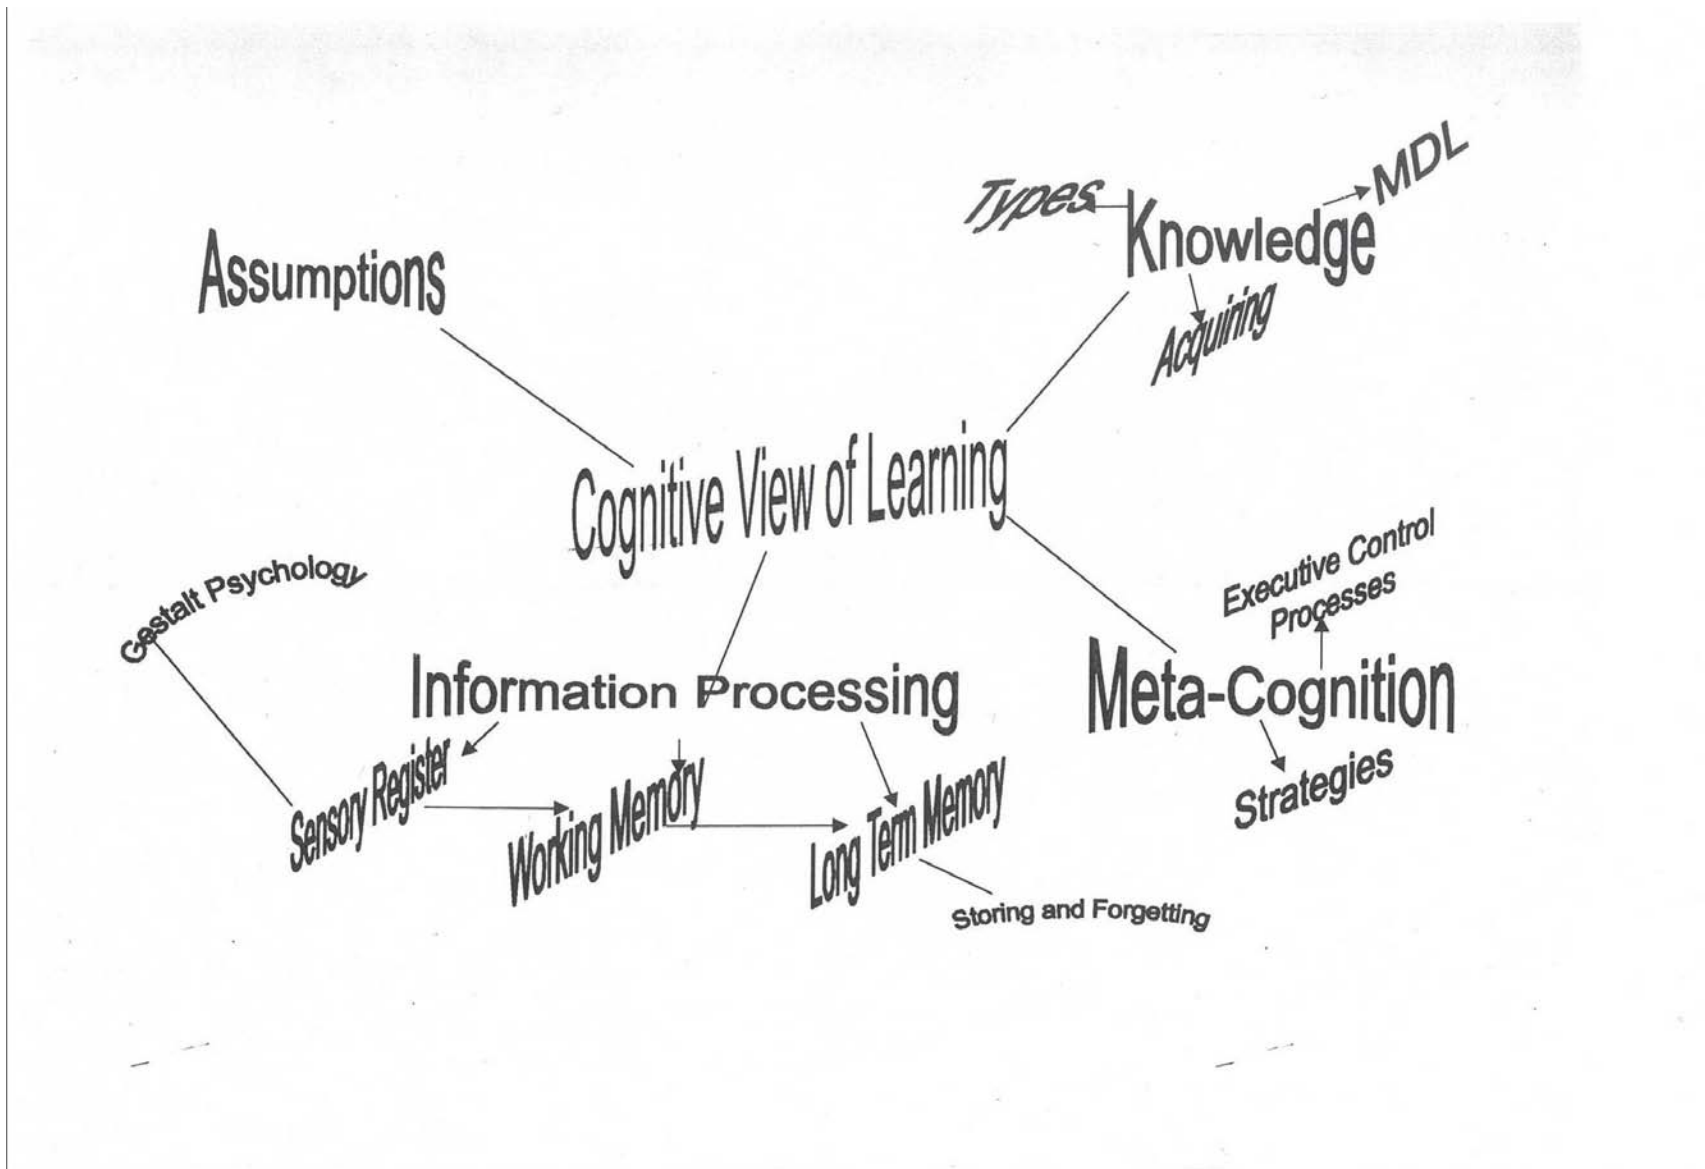 MDL
Types
Knowledge
Assumptions
Acquiring
Cognitive View of Learning
Executive Control
Processes
Gestalt Psychology
Information Processing
Meta-Cognition
Sensory Register
Working Memory
Long Term Memory
Strategies
Storing and Forgetting